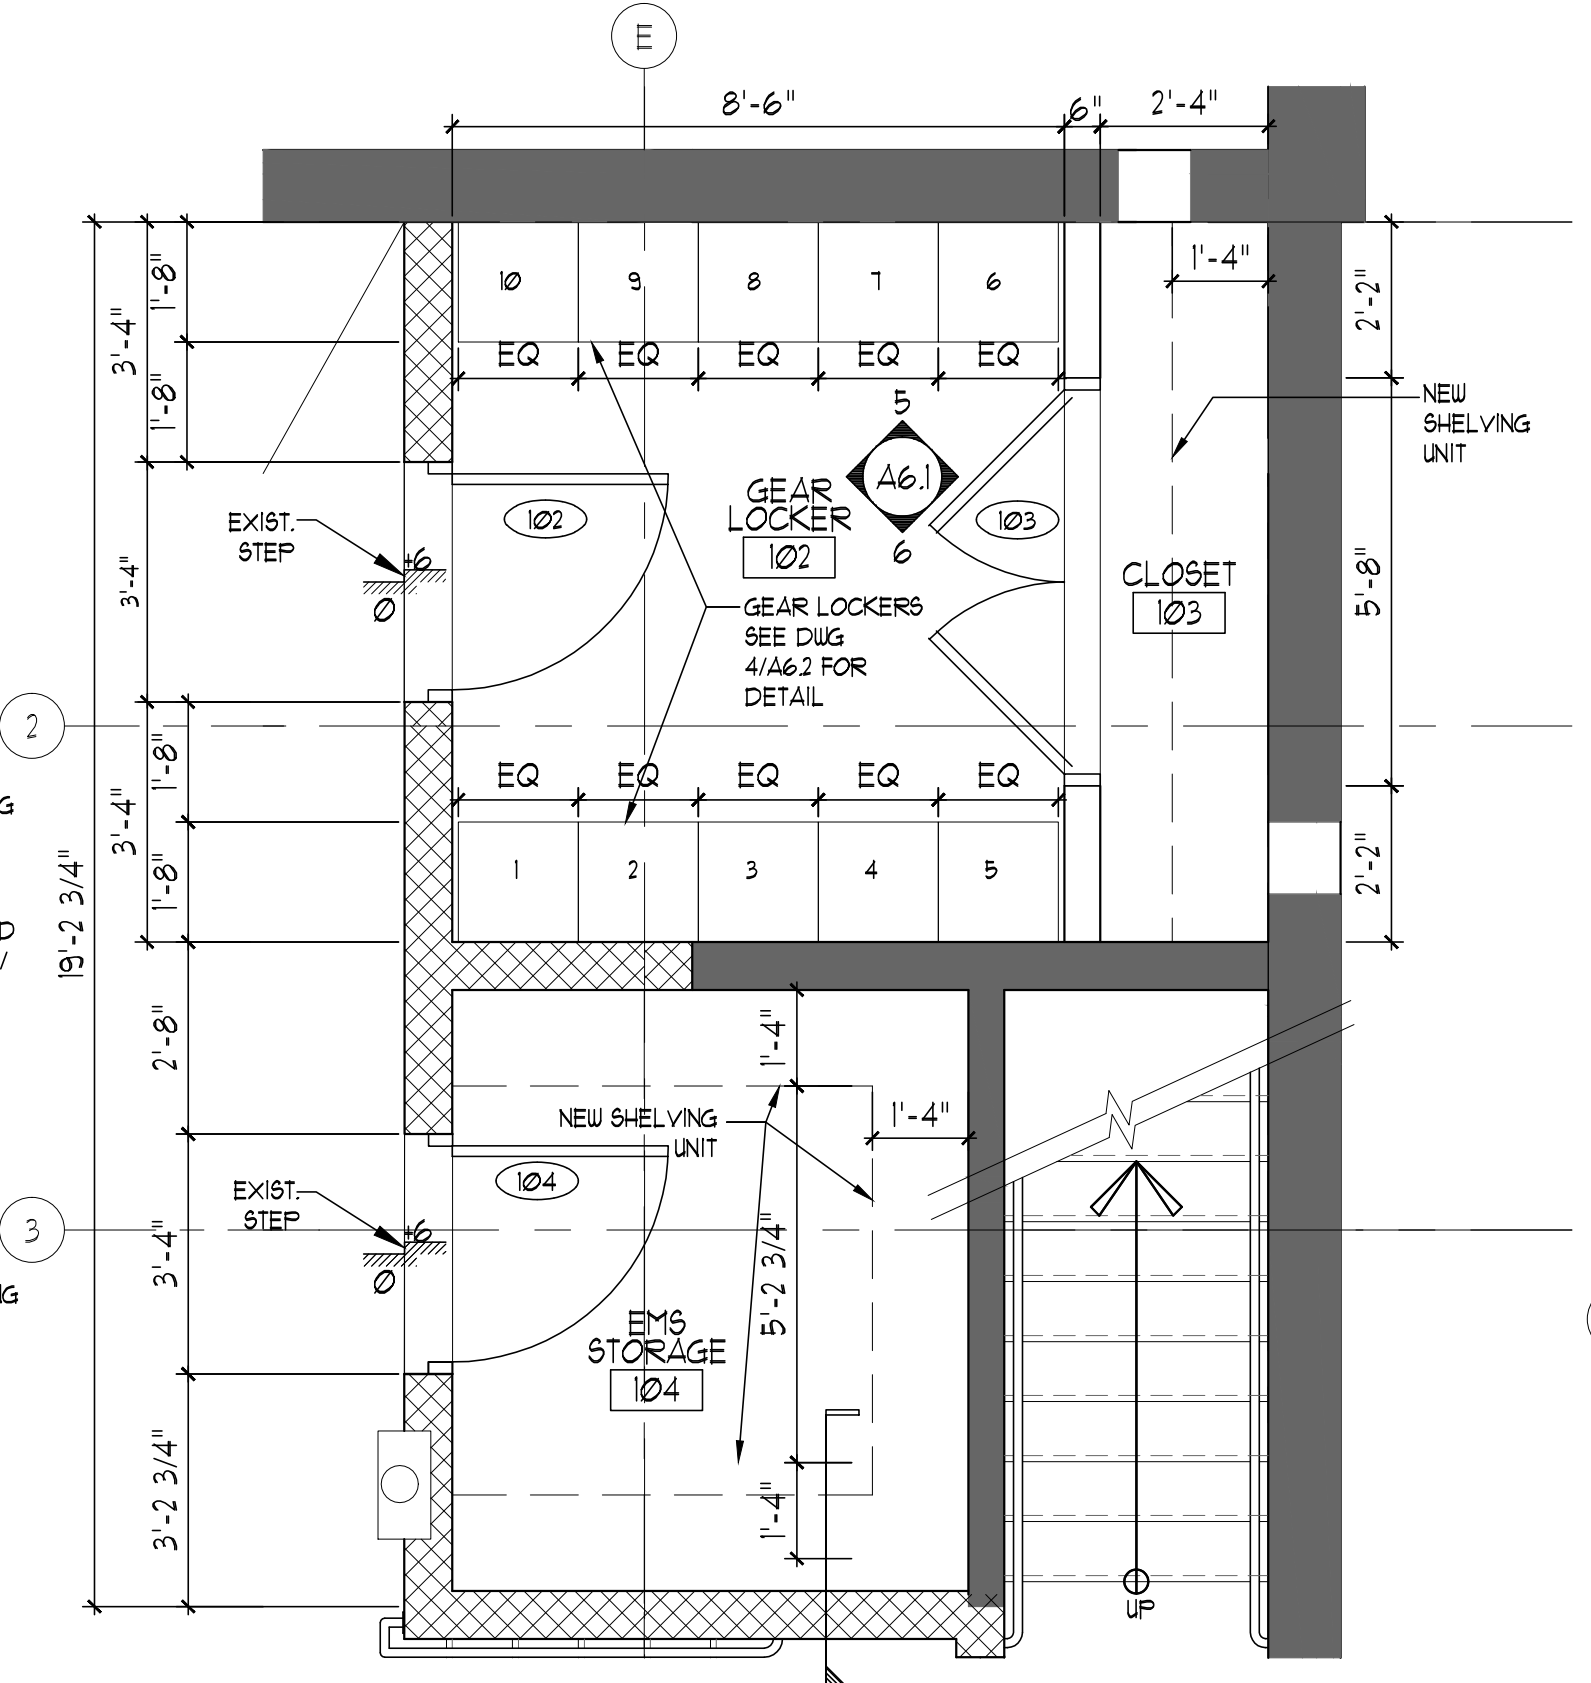 E
8'-6"
6"
2'-4"
1'-4"
10
9
8
7
6
EQ
EQ
EQ
EQ
EQ
1'-8"
3'-4"
1'-8"
2'-2"
NEW
SHELVING
UNIT
5
A6.1
6
GEAR
LOCKER
102
102
103
EXIST.
STEP
+6
Ø
3'-4"
CLOSET
103
5'-8"
GEAR LOCKERS
SEE DWG
4/A6.2 FOR
DETAIL
2
1'-8"
3'-4"
1'-8"
EQ
EQ
EQ
EQ
EQ
1
2
3
4
5
2'-2"
G
D
/
19'-2 3/4"
2'-8"
1'-4"
1'-4"
NEW SHELVING
UNIT
104
EXIST.
STEP
+6
Ø
3
3'-4"
5'-2 3/4"
NG
EMS
STORAGE
104
3'-2 3/4"
1'-4"
UP